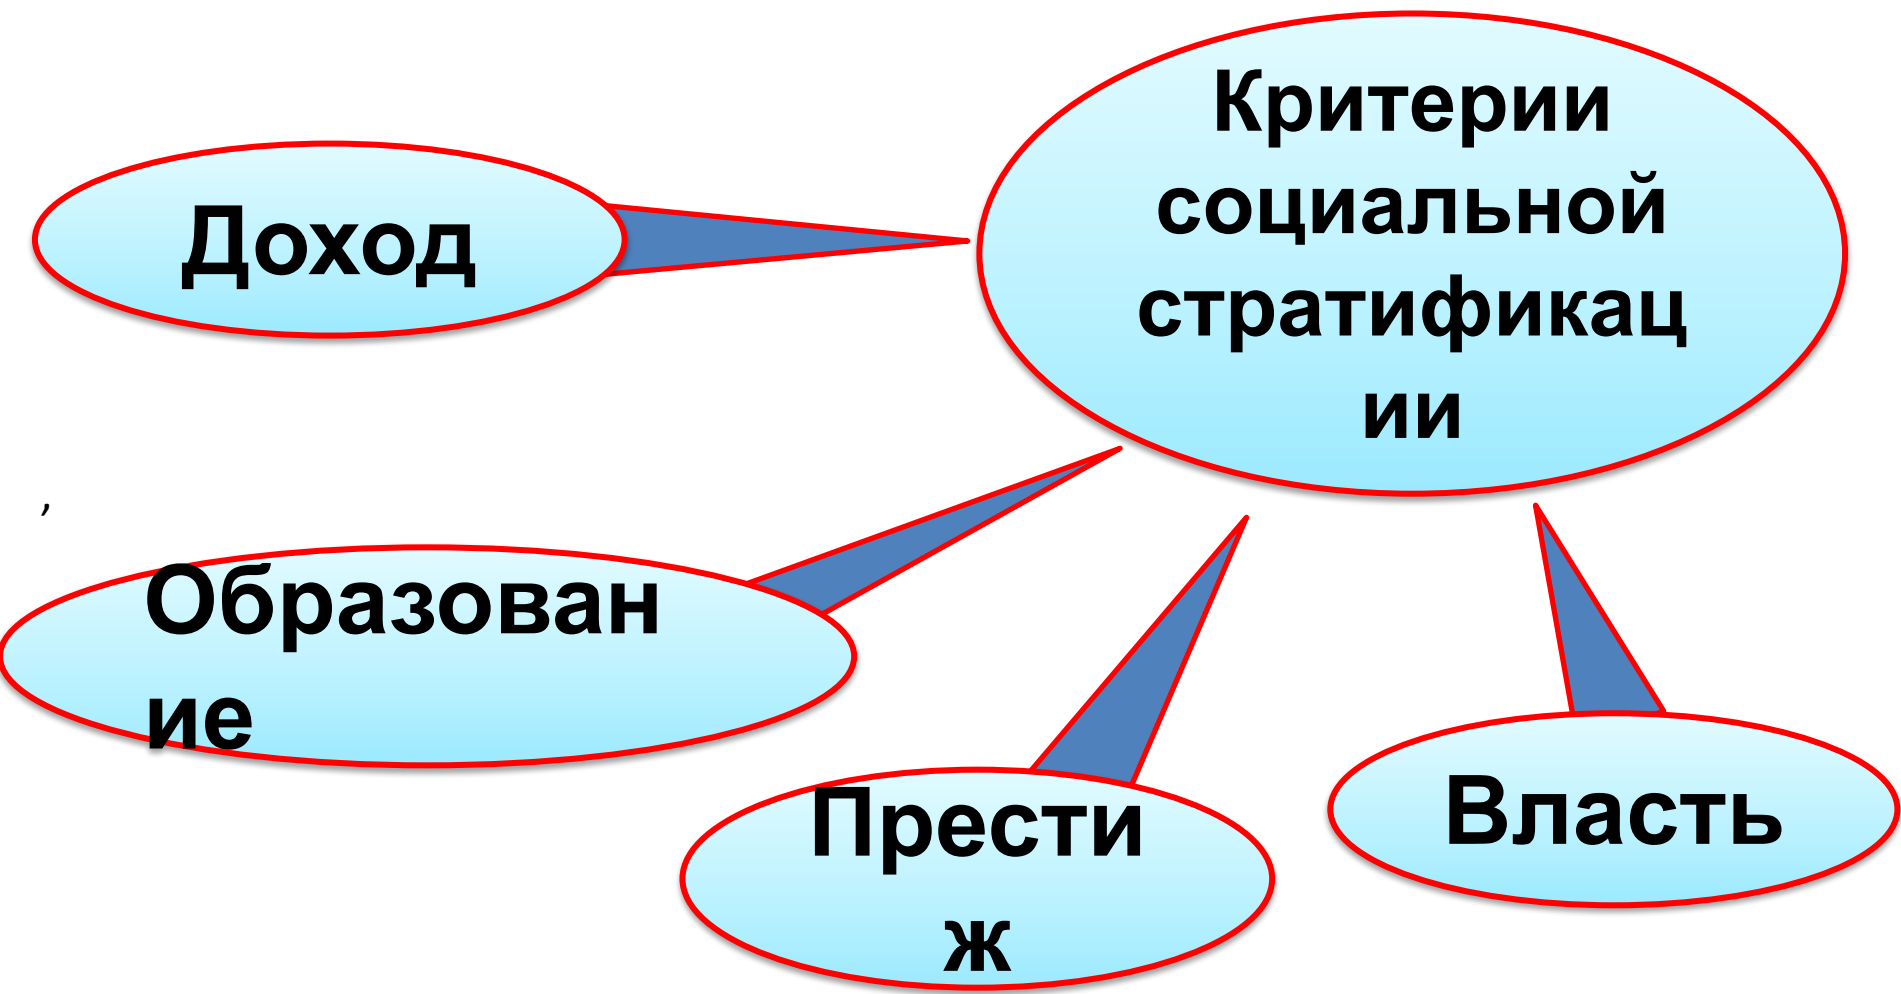 Критерии
социальной
стратификац
ии
Доход
,
Образован
ие
Прести
ж
Власть